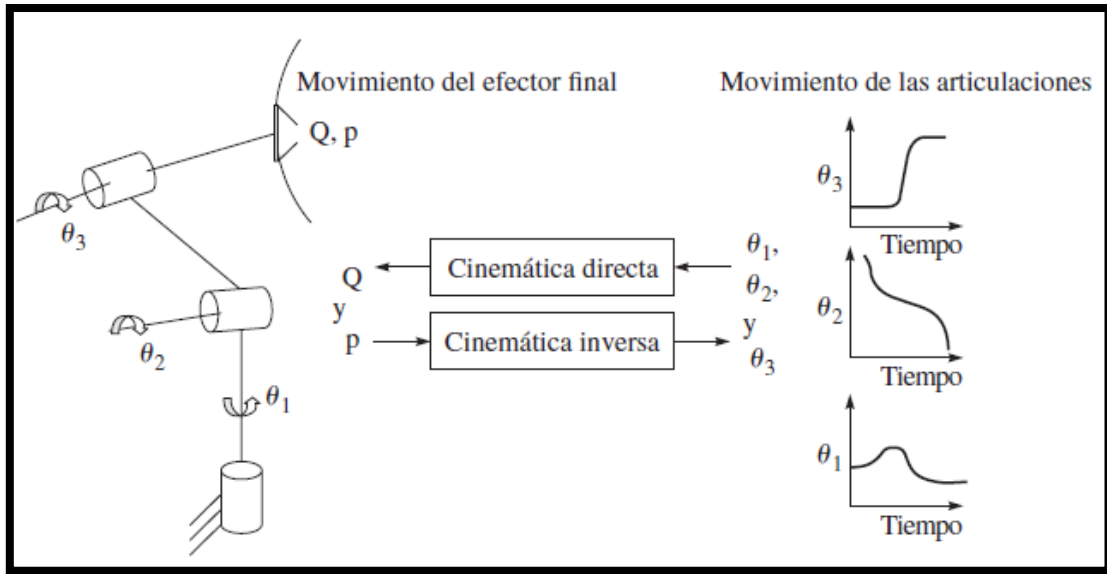 Movimiento del efector final
Q, p
θ3
θ2
θ1
Q
y
p
Cinemática directa
Cinemática inversa
θ1,
θ2,
y
θ3
Movimiento de las articulaciones
θ3
Tiempo
θ2
Tiempo
θ1
Tiempo